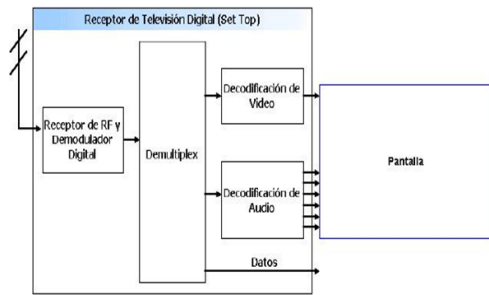 Receptor de Televisión Digital (Set Top)
Receptor de RF y
Demodulador
Digital
Demultiplex
Decodificación de
Video
Decodificación de
Audio
Datos
Pantalla